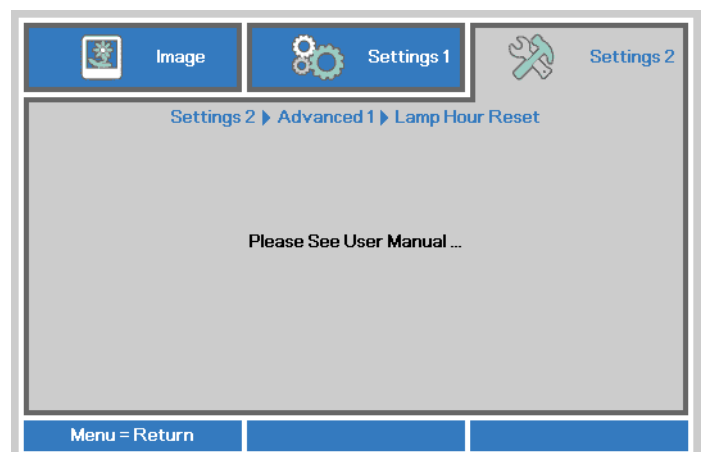 Image
Settings 1
Settings 2
Settings 2 ▶ Advanced 1 ▶ Lamp Hour Reset
Please See User Manual ...
Menu = Return